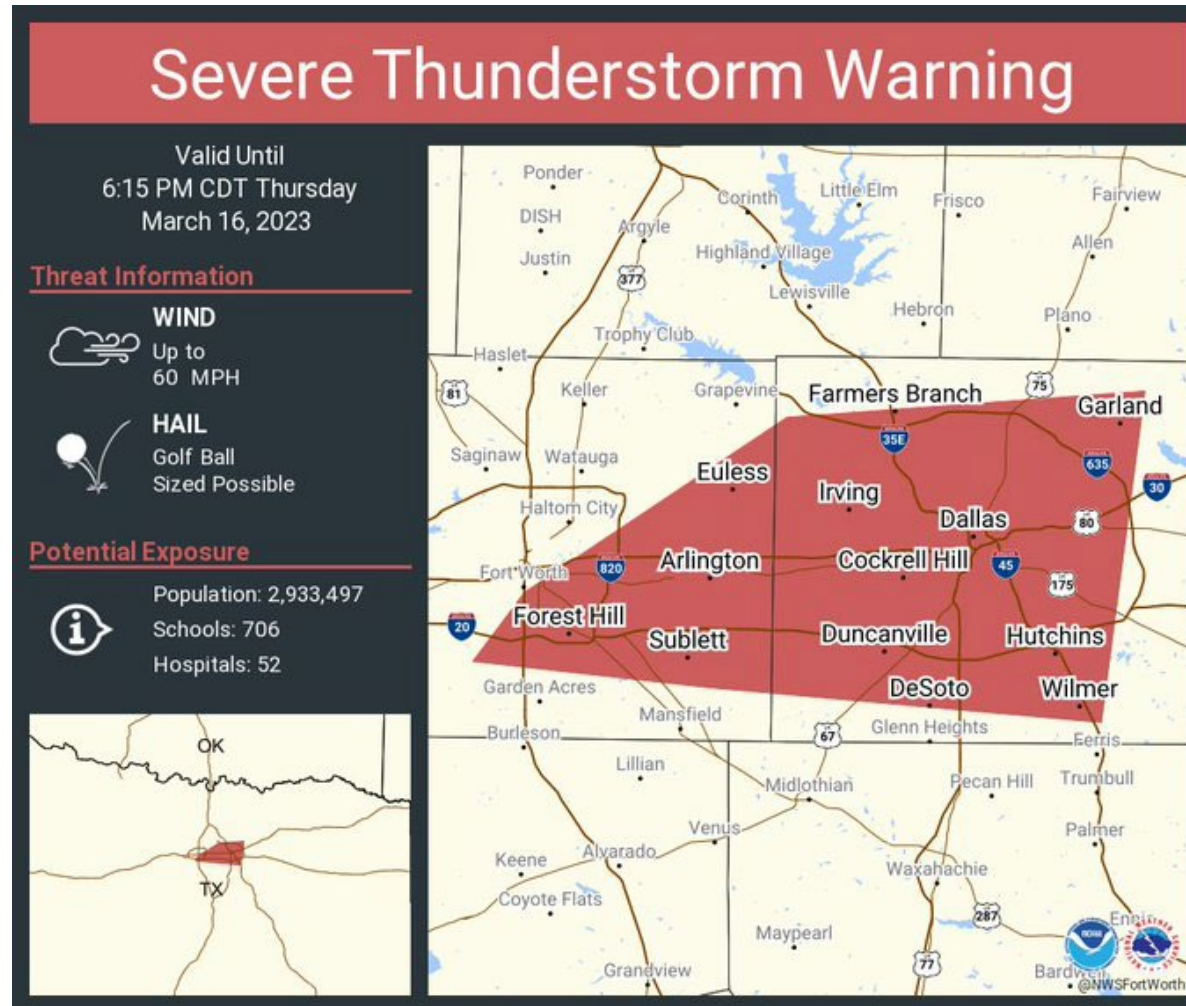 Severe Thunderstorm Warning
Valid Until
6:15 PM CDT Thursday
March 16, 2023
Threat Information
WIND
Up to
60 MPH
HAIL
Golf Ball
Sized Possible
Potential Exposure
Population: 2,933,497
Schools: 706
Hospitals: 52
OK
TX
Ponder
Corinth
Little Elm
Frisco
Fairview
DISH
Argyle
Allen
Justin
Highland Village
377
Lewisville
Hebron
Plano
Trophy Club
Haslet
81
Keller
Grapevine
Farmers Branch
75
Garland
35E
Saginaw
Watauga
Euless
635
30
Irving
Haltom City
Dallas
80
Fort Worth
820
Arlington
Cockrell Hill
45
175
20
Forest Hill
Sublett
Duncanville
Hutchins
Garden Acres
DeSoto
Wilmer
Mansfield
67
Glenn Heights
Burleson
Ferris
Lillian
Midlothian
Pecan Hill
Trumbull
Venus
Palmer
Keene
Alvarado
Waxahachie
Coyote Flats
287
Maypearl
77
NOAA
NATIONAL WEATHER SERVICE
Grandview
@NWSFortWorth